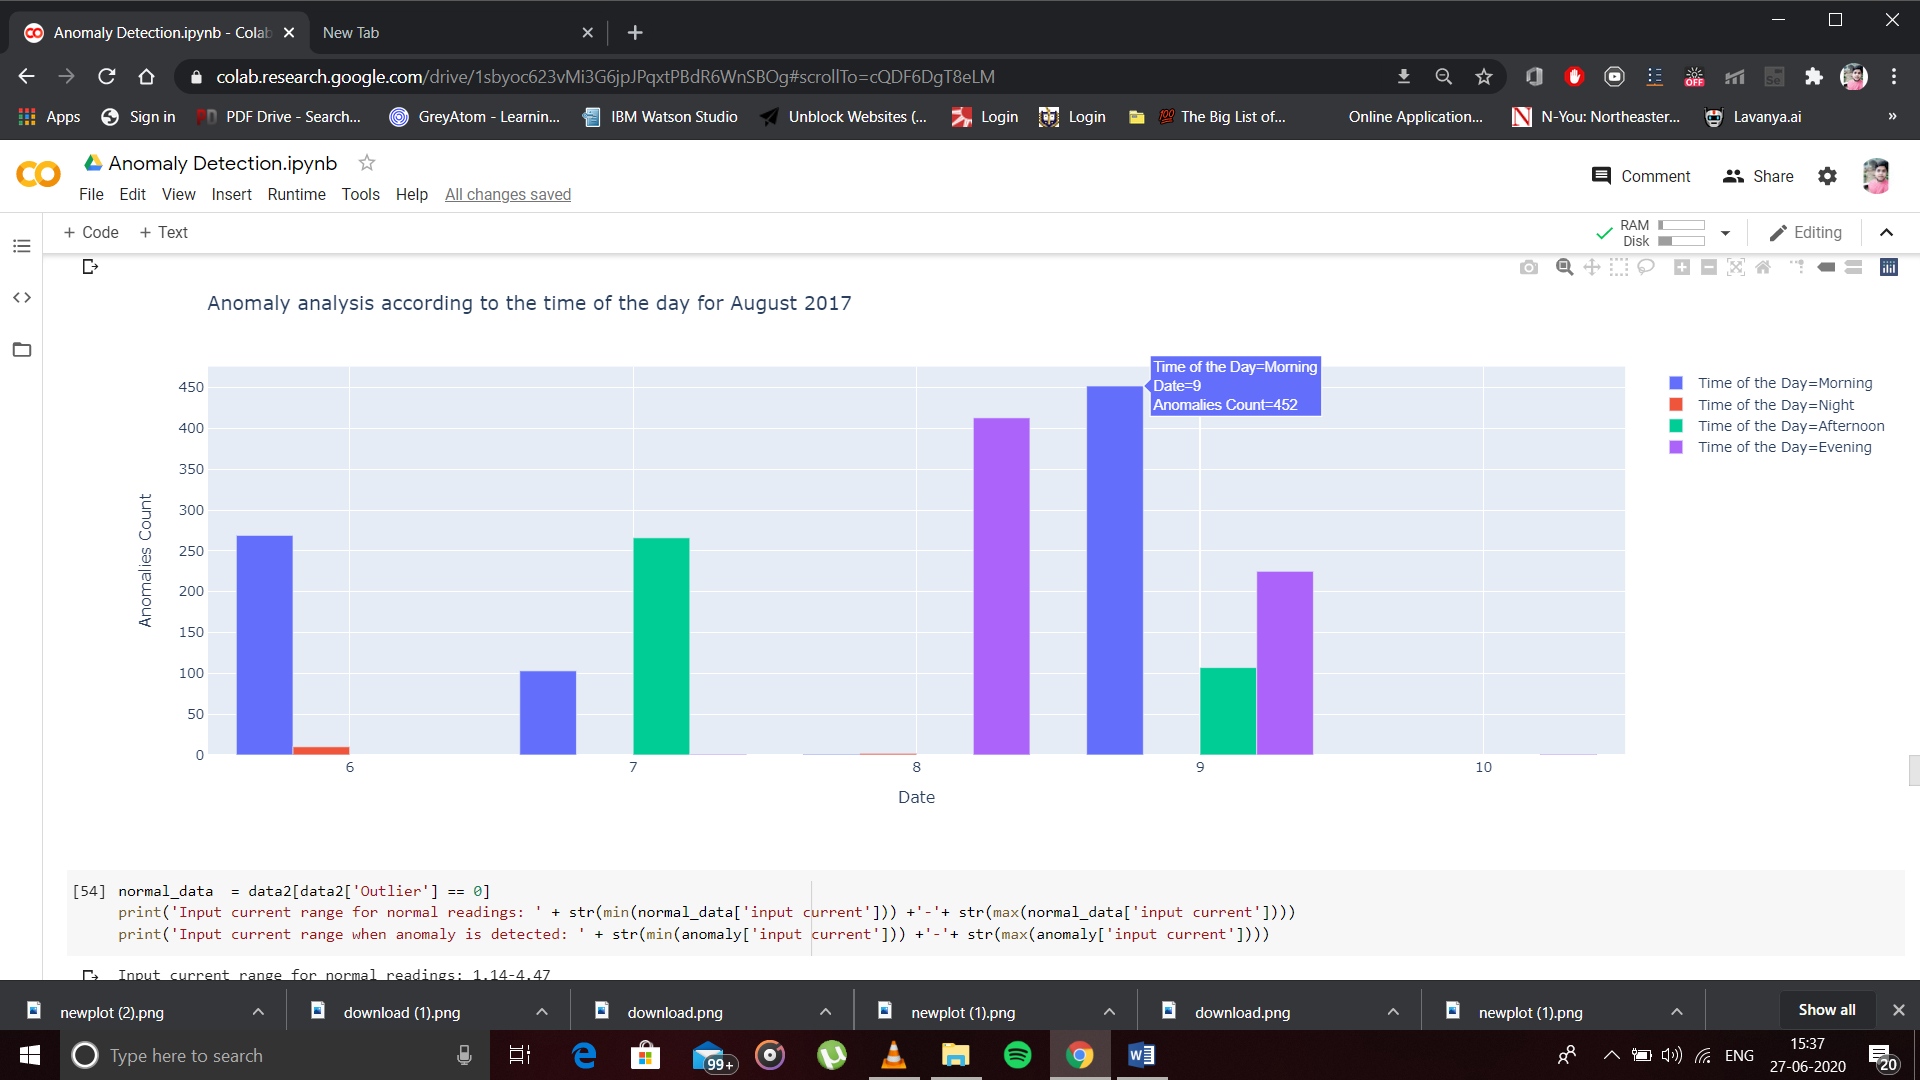 Anomaly Detection.ipynb - Colab
New Tab
colab.research.google.com/drive/1sbyoc623vMi3G6jpJPqxtPBdR6WnSBOg#scrollTo=cQDF6DgT8eLM
OFF
Apps
Sign in
PDF Drive - Search...
GreyAtom - Learnin...
IBM Watson Studio
Unblock Websites (...
Login
Login
The Big List of...
Online Application...
N-You: Northeaster...
Lavanya.ai
»
Anomaly Detection.ipynb
Comment
Share
File Edit View Insert Runtime Tools Help All changes saved
+ Code + Text
RAM
Disk
Editing
Anomaly analysis according to the time of the day for August 2017
Time of the Day=Morning
Date=9
Anomalies Count=452
Time of the Day=Morning
Time of the Day=Night
Time of the Day=Afternoon
Time of the Day=Evening
450
400
350
300
250
200
150
100
50
0
Anomalies Count
6 7 8 9 10
Date
[54] normal_data  = data2[data2['Outlier'] == 0]
print('Input current range for normal readings: ' + str(min(normal_data['input current'])) +'-'+ str(max(normal_data['input current'])))
print('Input current range when anomaly is detected: ' + str(min(anomaly['input current'])) +'-'+ str(max(anomaly['input current'])))
Input current range for normal readings: 1.14-4.47
newplot (2).png
download (1).png
download.png
newplot (1).png
download.png
newplot (1).png
Show all
Type here to search
99+
ENG
15:37
27-06-2020
20